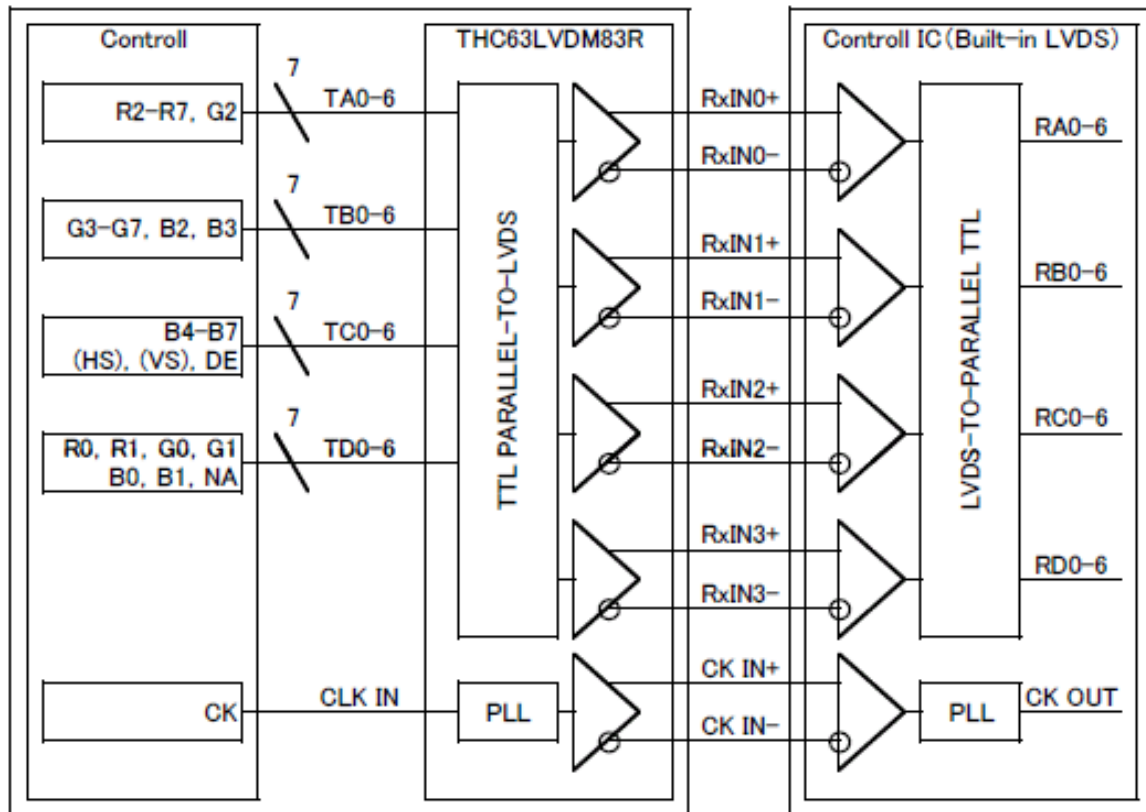 Controll
THC63LVDM83R
Controll IC(Built-in LVDS)
R2-R7, G2
7
TA0-6
G3-G7, B2, B3
7
TB0-6
B4-B7
(HS), (VS), DE
7
TC0-6
R0, R1, G0, G1
B0, B1, NA
7
TD0-6
CK
CLK IN
TTL PARALLEL-TO-LVDS
PLL
RxIN0+
RxIN0-
RxIN1+
RxIN1-
RxIN2+
RxIN2-
RxIN3+
RxIN3-
CK IN+
CK IN-
LVDS-TO-PARALLEL TTL
PLL
RA0-6
RB0-6
RC0-6
RD0-6
CK OUT